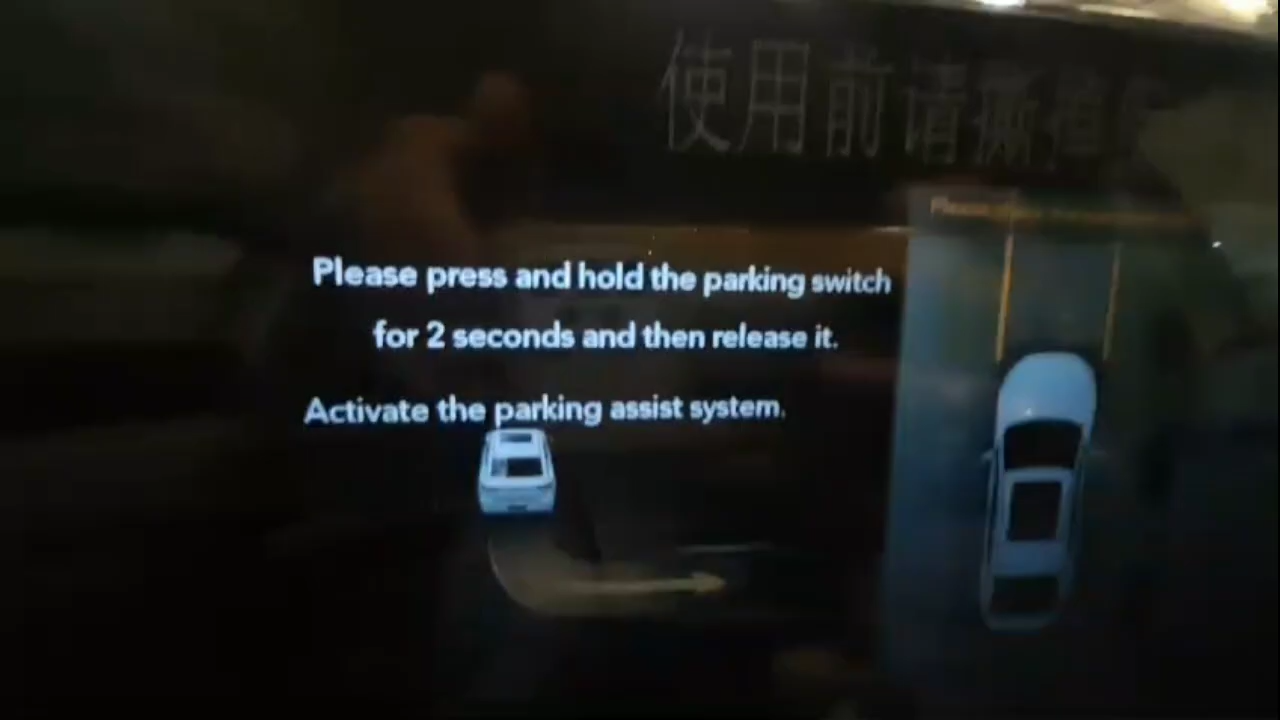 使用前请撕
Please press and hold the parking switch
for 2 seconds and then release it.
Activate the parking assist system.